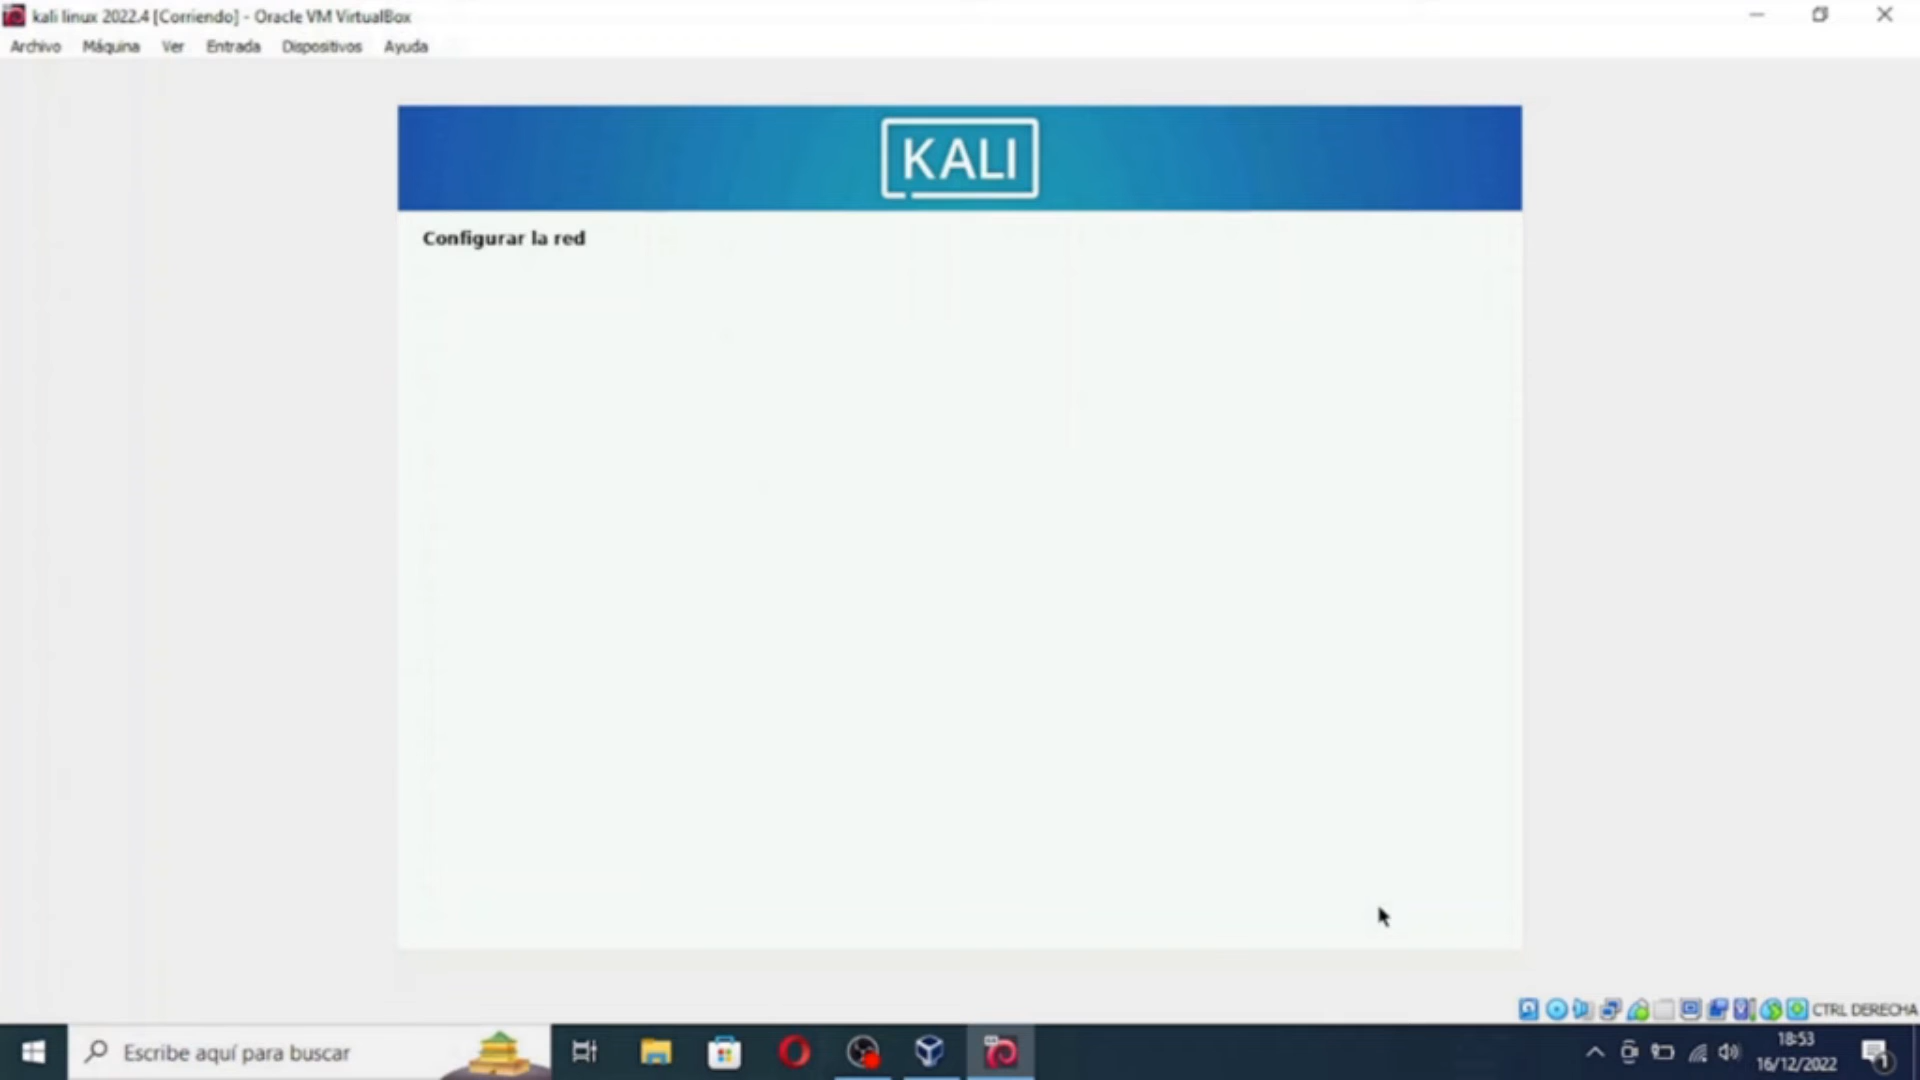 kali linux 2022.4 [Corriendo] - Oracle VM VirtualBox
Archivo Máquina Ver Entrada Dispositivos Ayuda
KALI
Configurar la red
CTRL DERECHA
Escribe aquí para buscar
18:53
16/12/2022
1